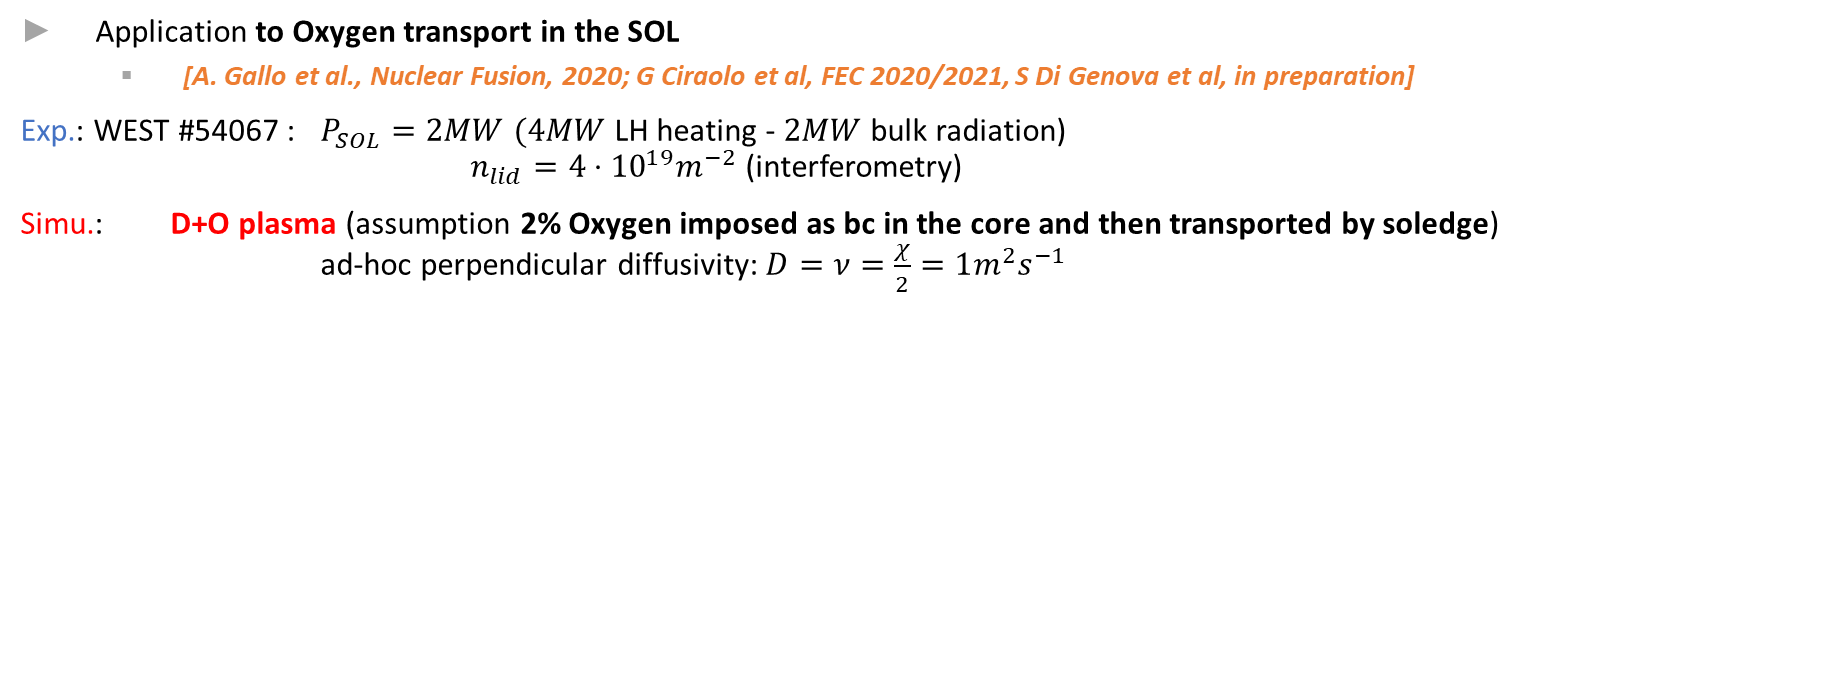 Application to Oxygen transport in the SOL
[A. Gallo et al., Nuclear Fusion, 2020; G Ciraolo et al, FEC 2020/2021, S Di Genova et al, in preparation]
Exp.: WEST #54067 : P_SOL = 2MW (4MW LH heating - 2MW bulk radiation)
n_lid = 4 · 10^19 m^−2 (interferometry)
Simu.: D+O plasma (assumption 2% Oxygen imposed as bc in the core and then transported by soledge)
ad-hoc perpendicular diffusivity: D = ν = χ/2 = 1m^2 s^−1